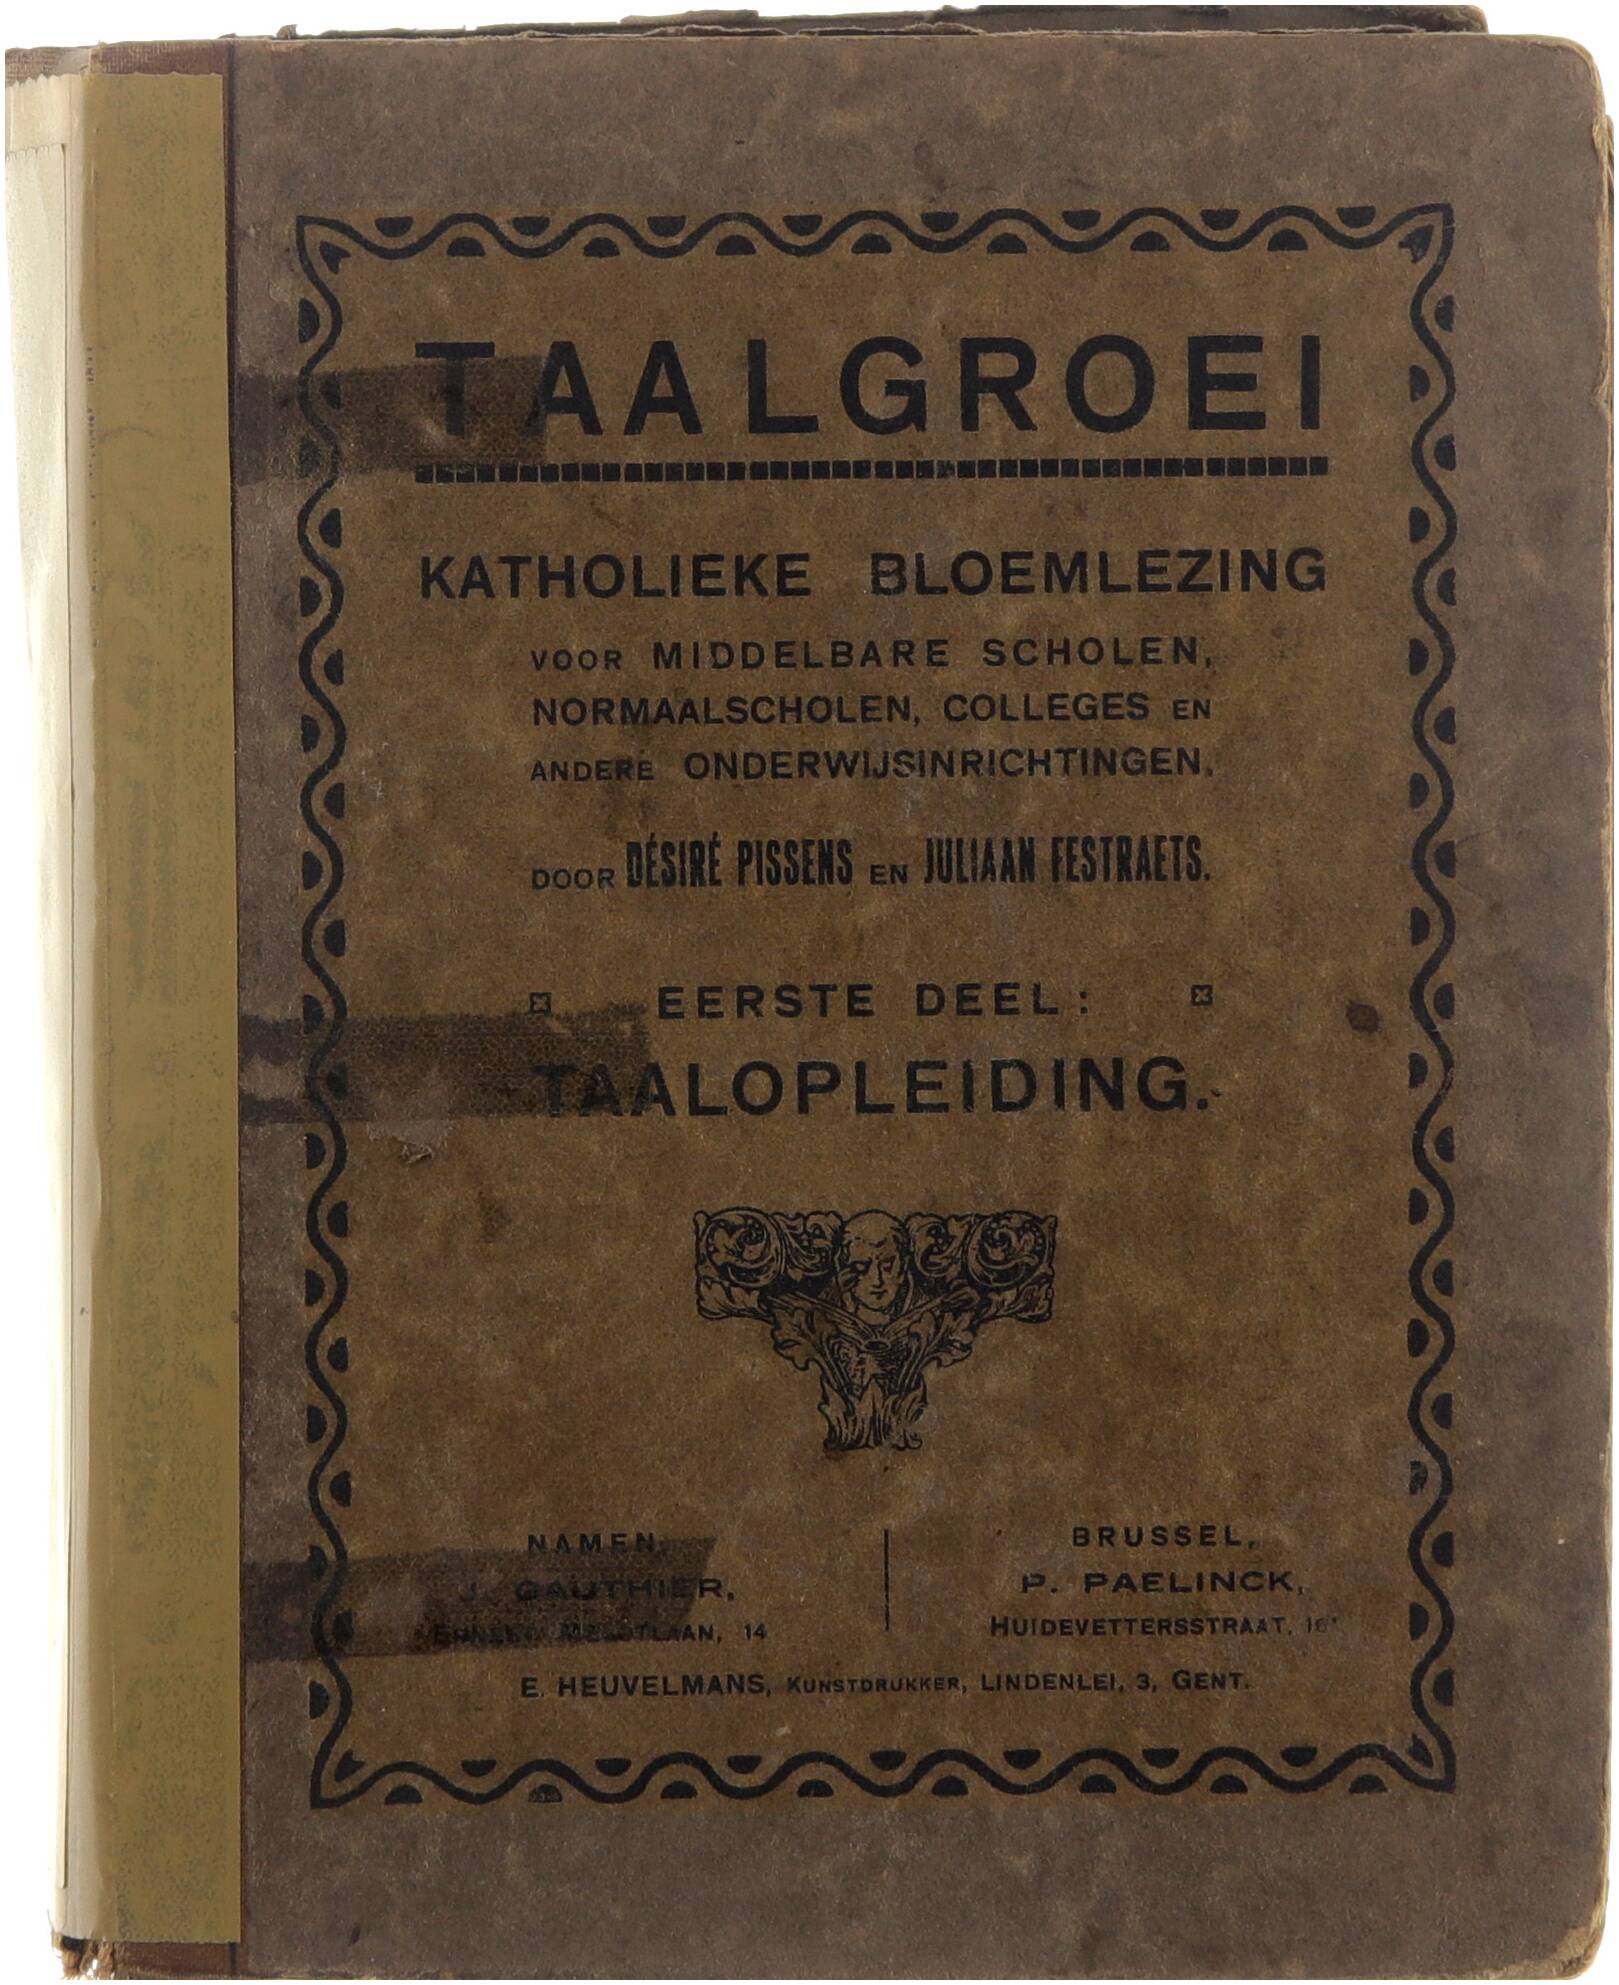 TAALGROEI
KATHOLIEKE BLOEMLEZING
VOOR MIDDELBARE SCHOLEN,
NORMAALSCHOLEN, COLLEGES EN
ANDERE ONDERWIJSINRICHTINGEN,
DOOR DÉSIRÉ PISSENS EN JULIAAN FESTRAETS.
EERSTE DEEL:
TAALOPLEIDING.
NAMEN,
J. GAUTHIER,
14
BRUSSEL,
P. PAELINCK,
HUIDEVETTERSSTRAAT,
E. HEUVELMANS, KUNSTDRUKKER, LINDENLEI, 3, GENT.